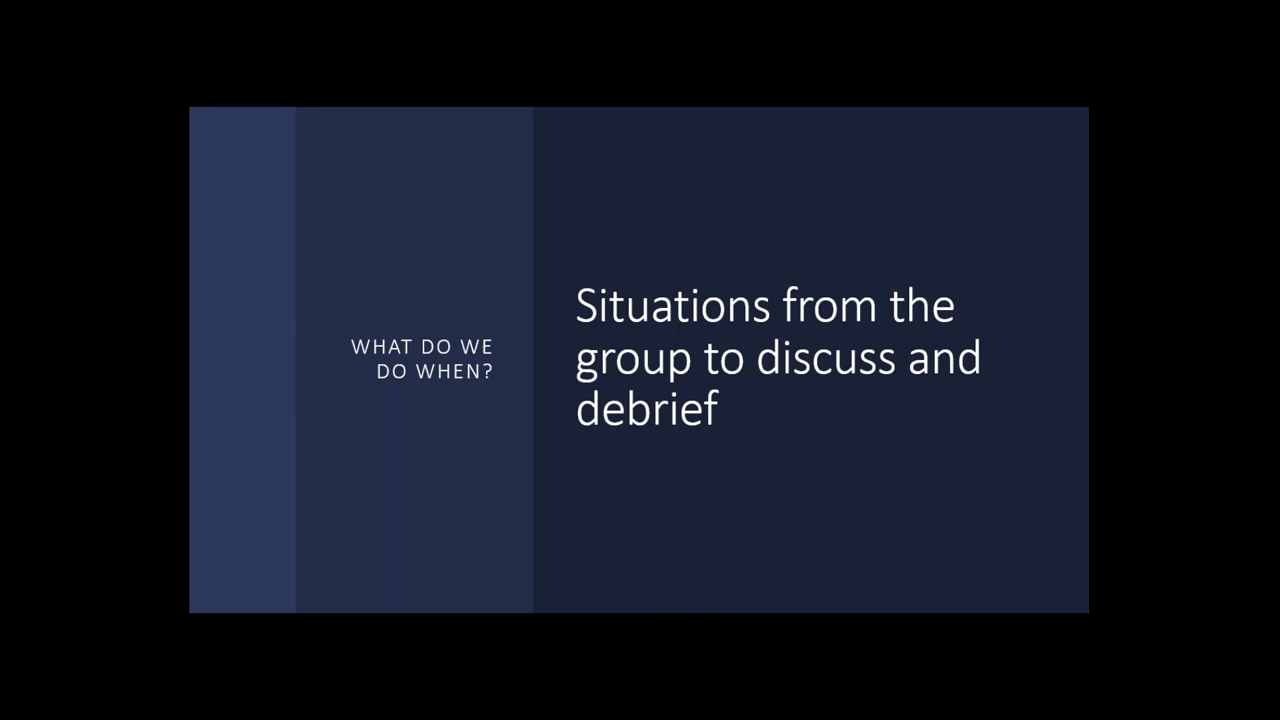 WHAT DO WE
DO WHEN?
Situations from the
group to discuss and
debrief